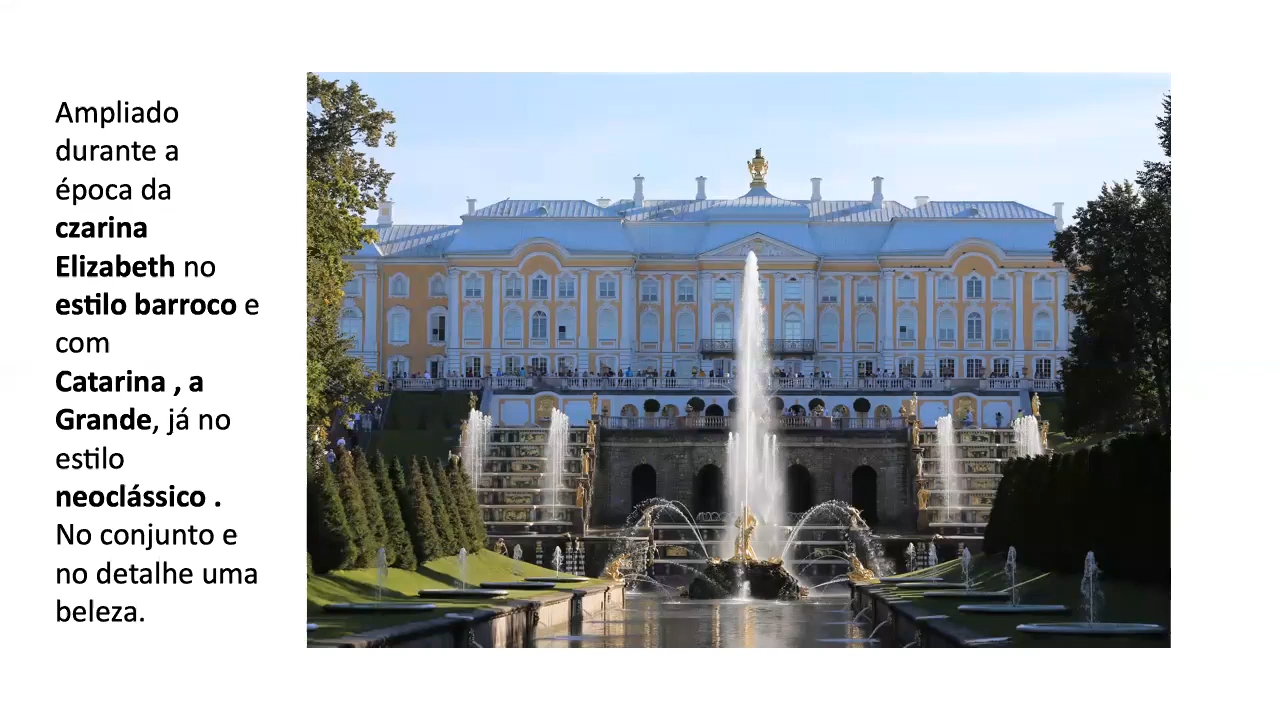 Ampliado
durante a
época da
czarina
Elizabeth no
estilo barroco e
com
Catarina , a
Grande, já no
estilo
neoclássico .
No conjunto e
no detalhe uma
beleza.